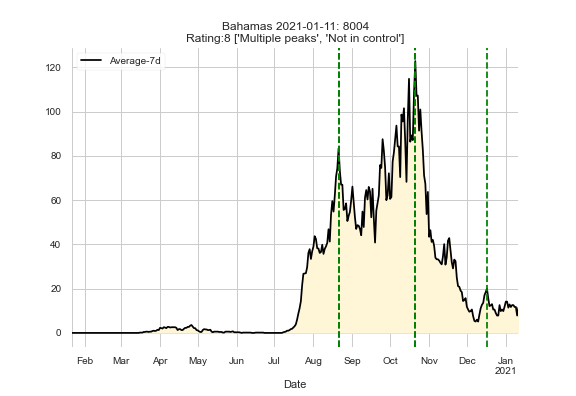 Bahamas 2021-01-11: 8004
Rating:8 ['Multiple peaks', 'Not in control']
Average-7d
120
100
80
60
40
20
0
Feb Mar Apr May Jun Jul Aug Sep Oct Nov Dec Jan
2021
Date